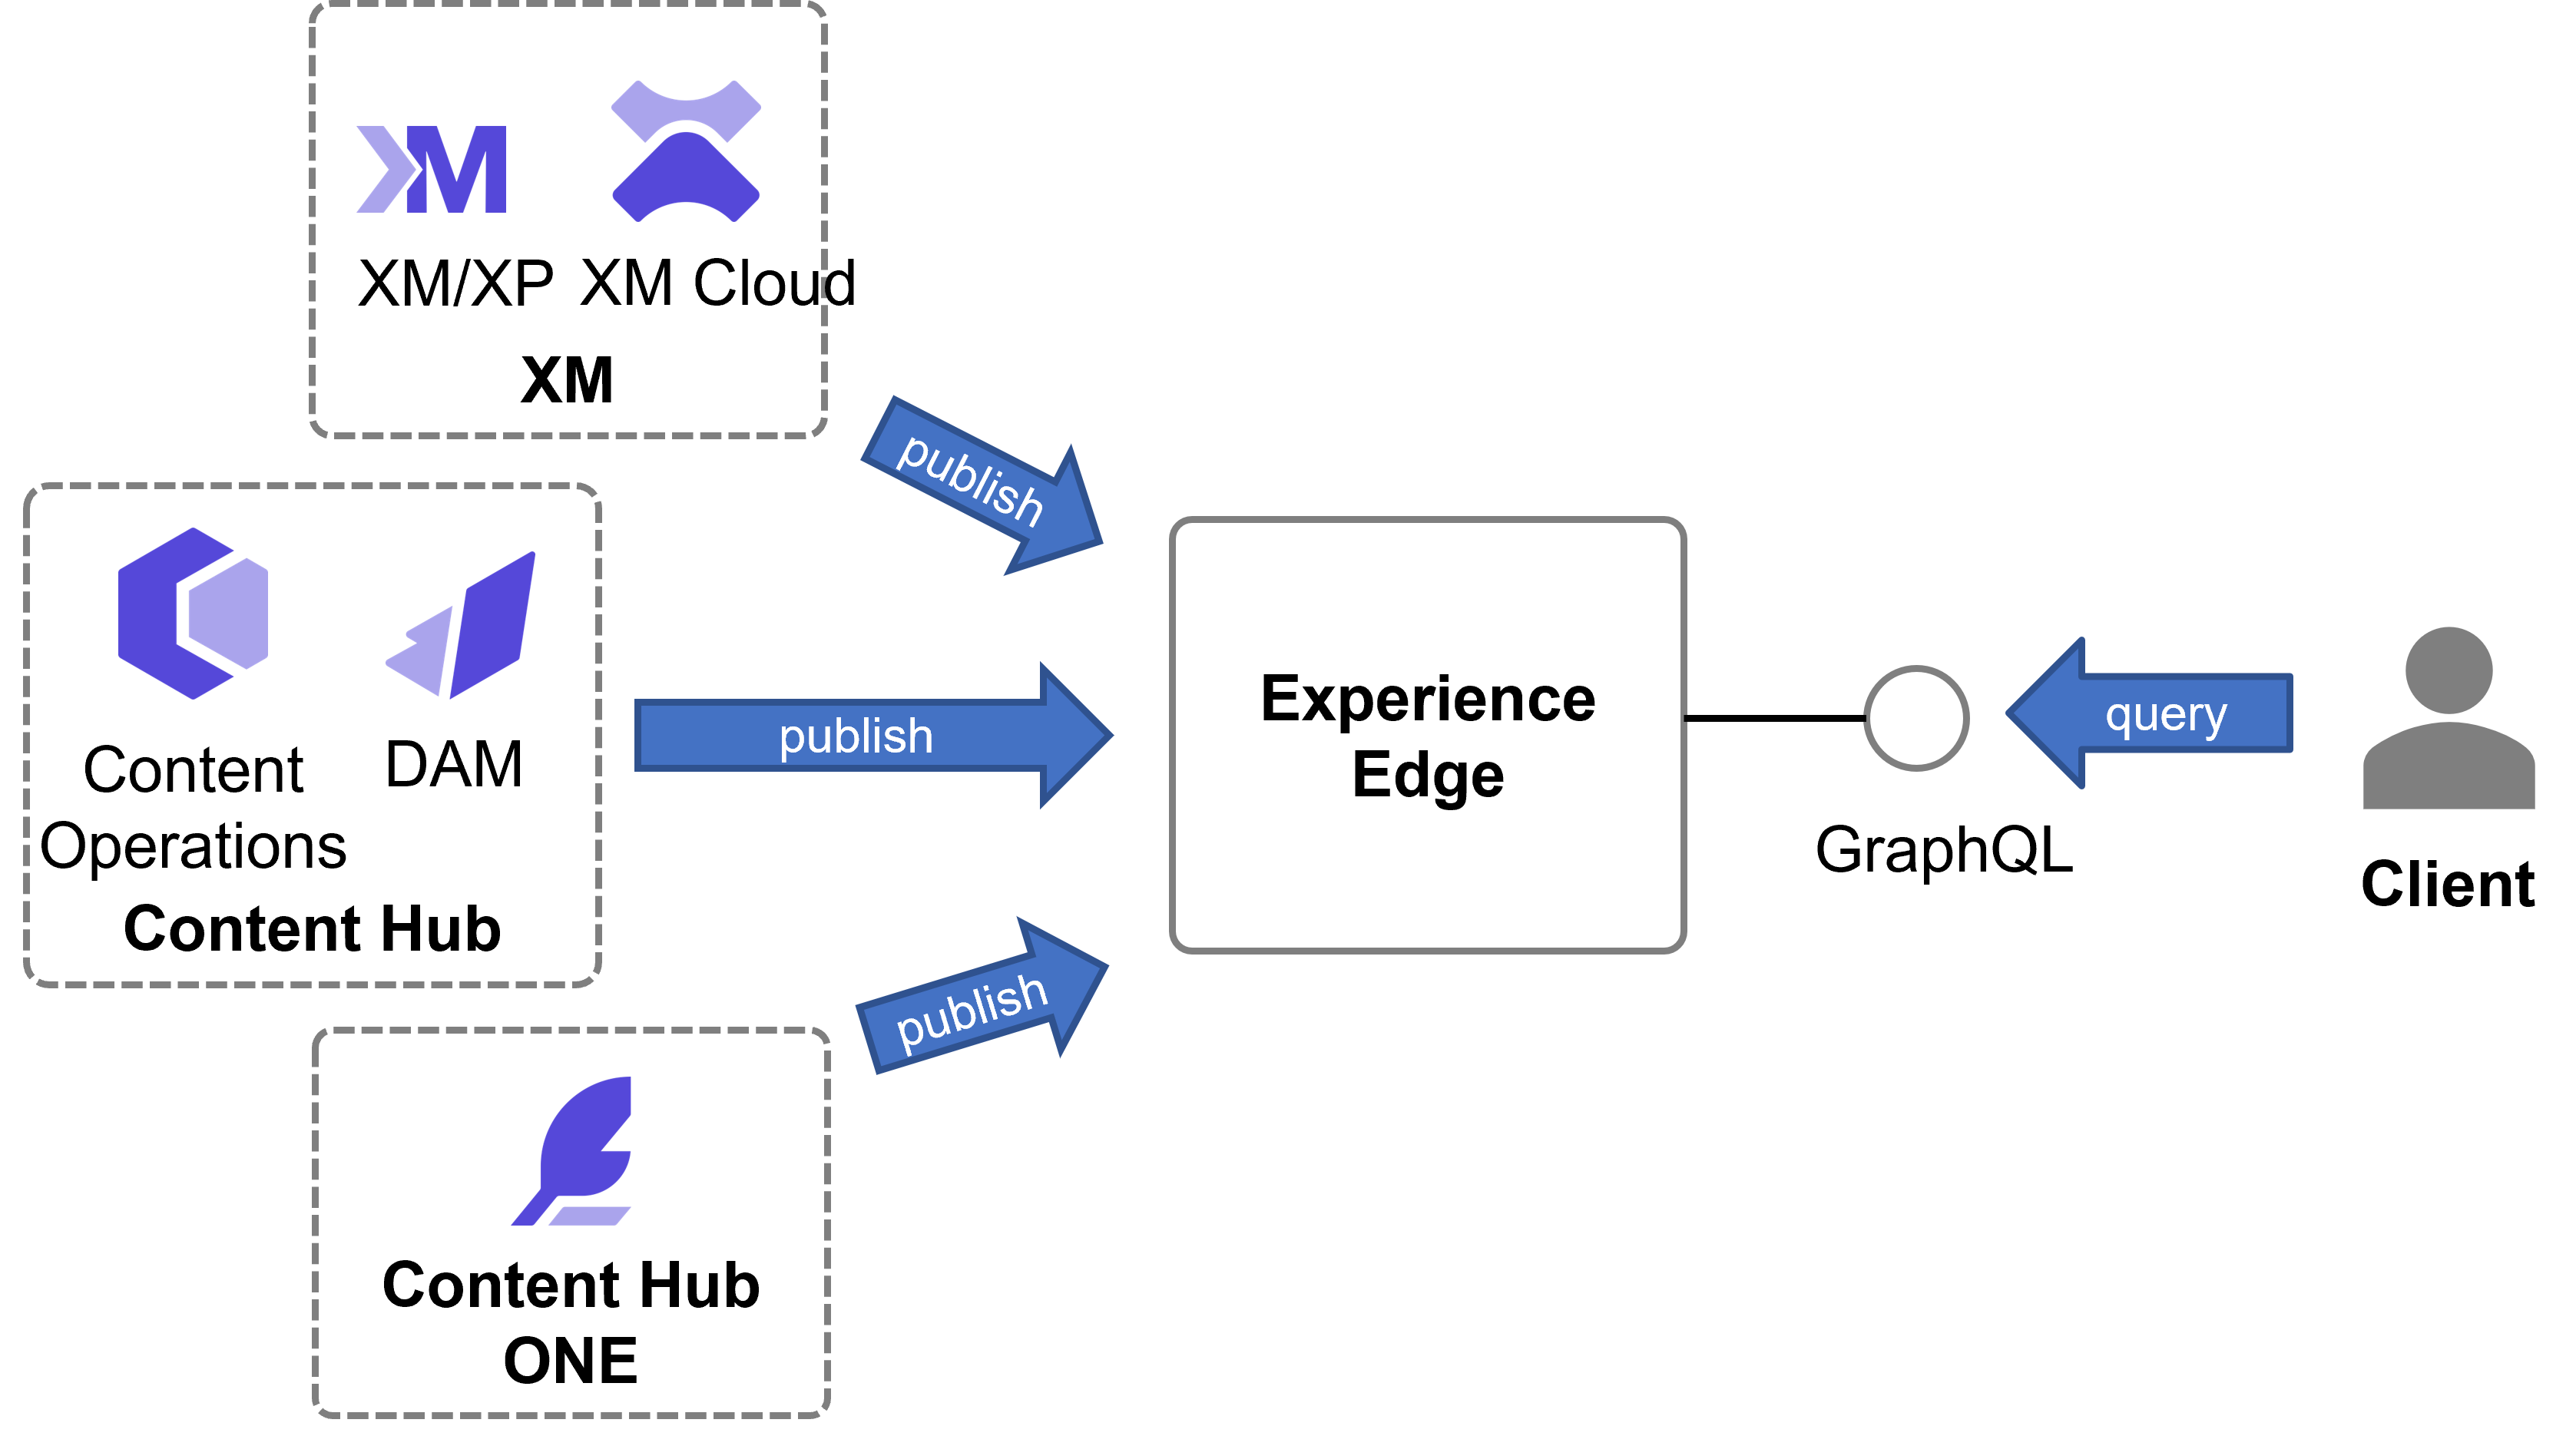 XM/XP
XM Cloud
XM
publish
Content
Operations
DAM
Content Hub
publish
Experience
Edge
GraphQL
query
Client
publish
Content Hub
ONE